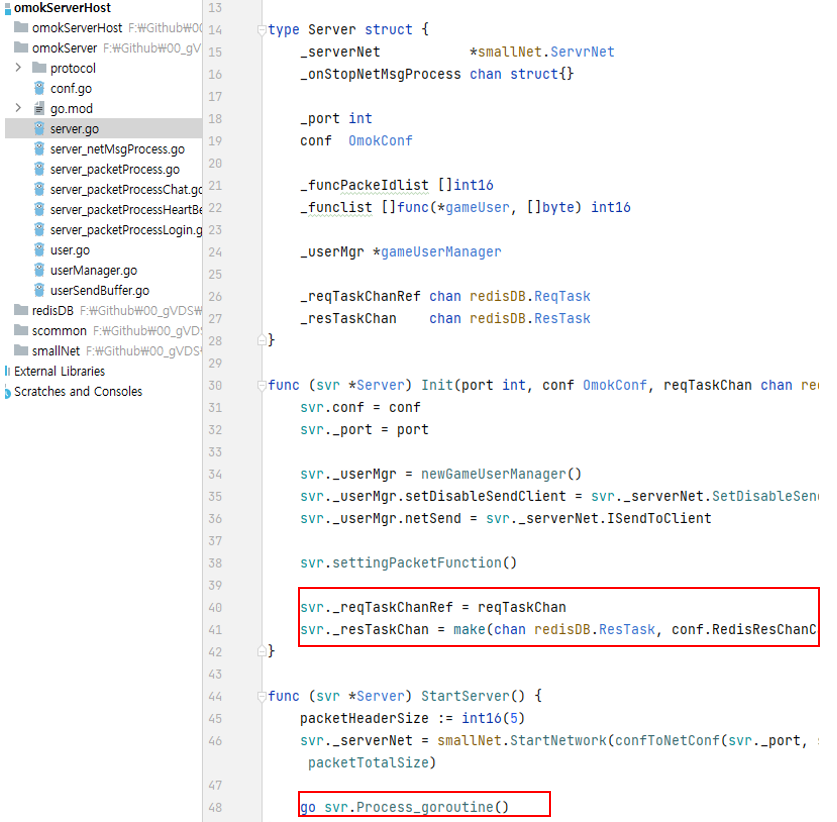 omokServerHost
omokServerHost F:₩Github₩00
omokServer F:₩Github₩00_gV
protocol
conf.go
go.mod
server.go
server_netMsgProcess.go
server_packetProcess.go
server_packetProcessChat.go
server_packetProcessHeartBe
server_packetProcessLogin.g
user.go
userManager.go
userSendBuffer.go
redisDB F:₩Github₩00_gVDS₩
scommon F:₩Github₩00_gVDS
smallNet F:₩Github₩00_gVDS₩
External Libraries
Scratches and Consoles
13
14 type Server struct {
15 _serverNet *smallNet.ServrNet
16 _onStopNetMsgProcess chan struct{}
17
18 _port int
19 conf OmokConf
20
21 _funcPackeIdlist []int16
22 _funclist []func(*gameUser, []byte) int16
23
24 _userMgr *gameUserManager
25
26 _reqTaskChanRef chan redisDB.ReqTask
27 _resTaskChan chan redisDB.ResTask
28 }
29
30 func (svr *Server) Init(port int, conf OmokConf, reqTaskChan chan red
31 svr.conf = conf
32 svr._port = port
33
34 svr._userMgr = newGameUserManager()
35 svr._userMgr.setDisableSendClient = svr._serverNet.SetDisableSend
36 svr._userMgr.netSend = svr._serverNet.ISendToClient
37
38 svr.settingPacketFunction()
39
40 svr._reqTaskChanRef = reqTaskChan
41 svr._resTaskChan = make(chan redisDB.ResTask, conf.RedisResChanC
42 }
43
44 func (svr *Server) StartServer() {
45 packetHeaderSize := int16(5)
46 svr._serverNet = smallNet.StartNetwork(confToNetConf(svr._port, s
packetTotalSize)
47
48 go svr.Process_goroutine()